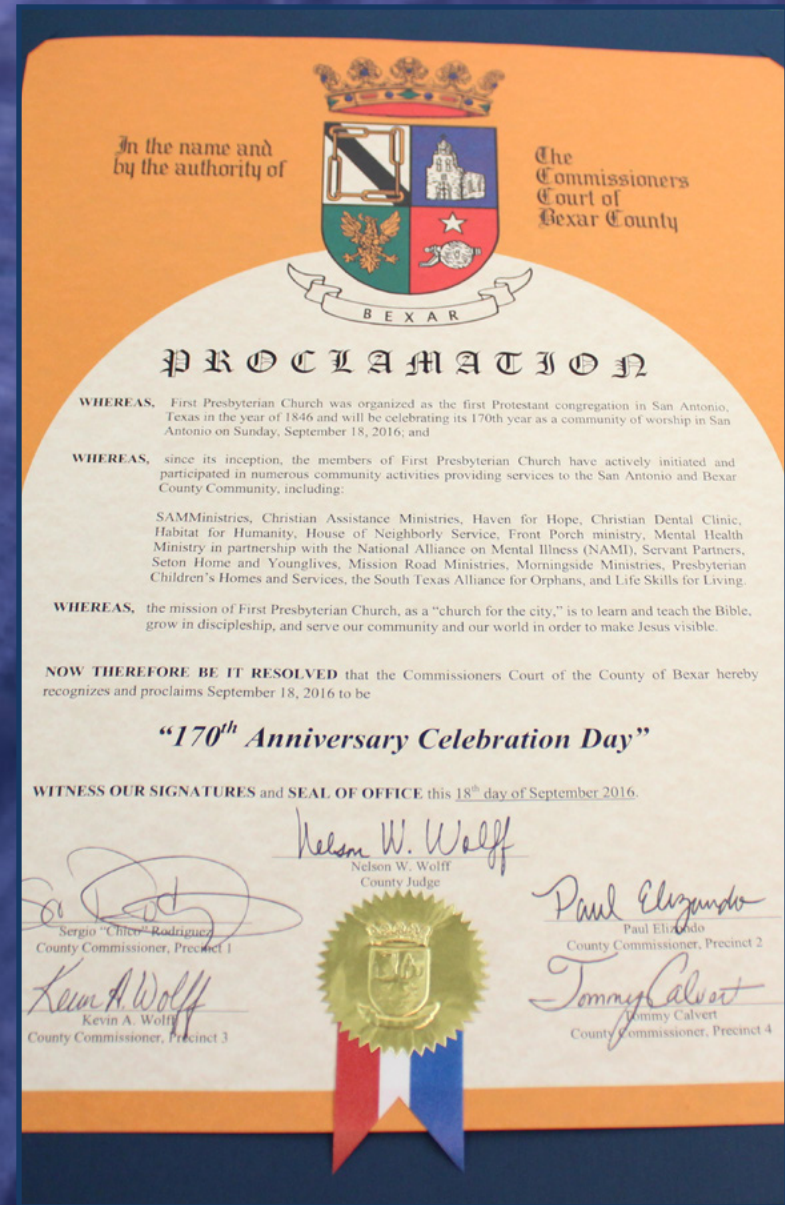 In the name and
by the authority of
The
Commissioners
Court of
Bexar County
BEXAR
PROCLAMATION
WHEREAS, First Presbyterian Church was organized as the first Protestant congregation in San Antonio,
Texas in the year of 1846 and will be celebrating its 170th year as a community of worship in San
Antonio on Sunday, September 18, 2016; and
WHEREAS, since its inception, the members of First Presbyterian Church have actively initiated and
participated in numerous community activities providing services to the San Antonio and Bexar
County Community, including:
SAMMinistries, Christian Assistance Ministries, Haven for Hope, Christian Dental Clinic,
Habitat for Humanity, House of Neighborly Service, Front Porch ministry, Mental Health
Ministry in partnership with the National Alliance on Mental Illness (NAMI), Servant Partners,
Seton Home and Younglives, Mission Road Ministries, Morningside Ministries, Presbyterian
Children's Homes and Services, the South Texas Alliance for Orphans, and Life Skills for Living.
WHEREAS, the mission of First Presbyterian Church, as a "church for the city," is to learn and teach the Bible,
grow in discipleship, and serve our community and our world in order to make Jesus visible.
NOW THEREFORE BE IT RESOLVED that the Commissioners Court of the County of Bexar hereby
recognizes and proclaims September 18, 2016 to be
"170th Anniversary Celebration Day"
WITNESS OUR SIGNATURES and SEAL OF OFFICE this 18th day of September 2016.
Nelson W. Wolff
Nelson W. Wolff
County Judge
Sergio "Chico" Rodriguez
County Commissioner, Precinct 1
Paul Elizondo
Paul Elizondo
County Commissioner, Precinct 2
Kevin A. Wolff
Kevin A. Wolff
County Commissioner, Precinct 3
Tommy Calvert
Tommy Calvert
County Commissioner, Precinct 4